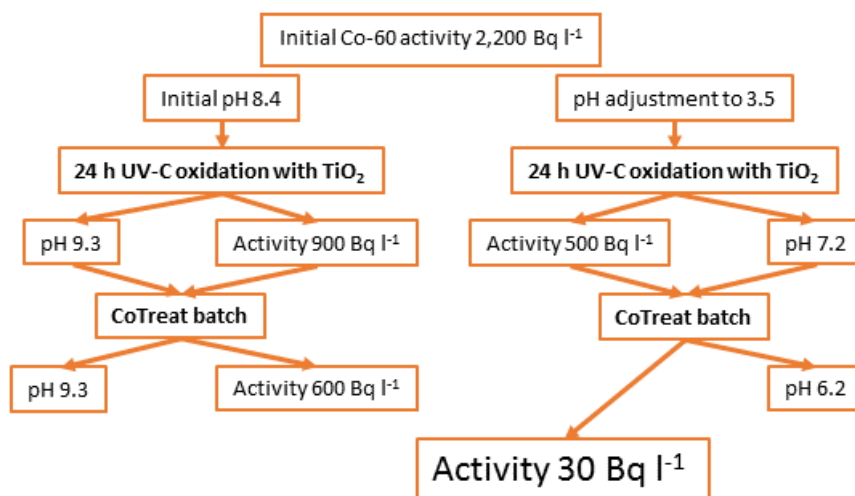 Initial Co-60 activity 2,200 Bq l⁻¹
Initial pH 8.4
pH adjustment to 3.5
24 h UV-C oxidation with TiO₂
24 h UV-C oxidation with TiO₂
pH 9.3
Activity 900 Bq l⁻¹
Activity 500 Bq l⁻¹
pH 7.2
CoTreat batch
CoTreat batch
pH 9.3
Activity 600 Bq l⁻¹
pH 6.2
Activity 30 Bq l⁻¹